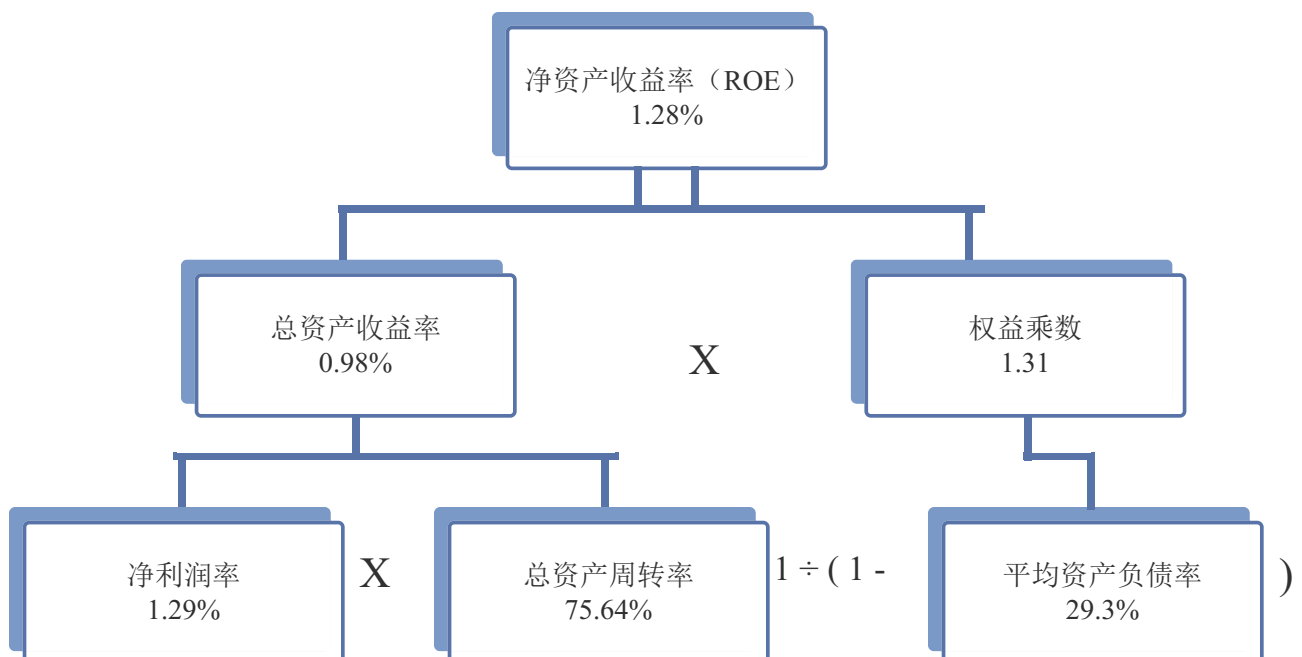 净资产收益率（ROE）
1.28%
总资产收益率
0.98%
X
权益乘数
1.31
净利润率
1.29%
X
总资产周转率
75.64%
1 ÷ ( 1 -
平均资产负债率
29.3%
)